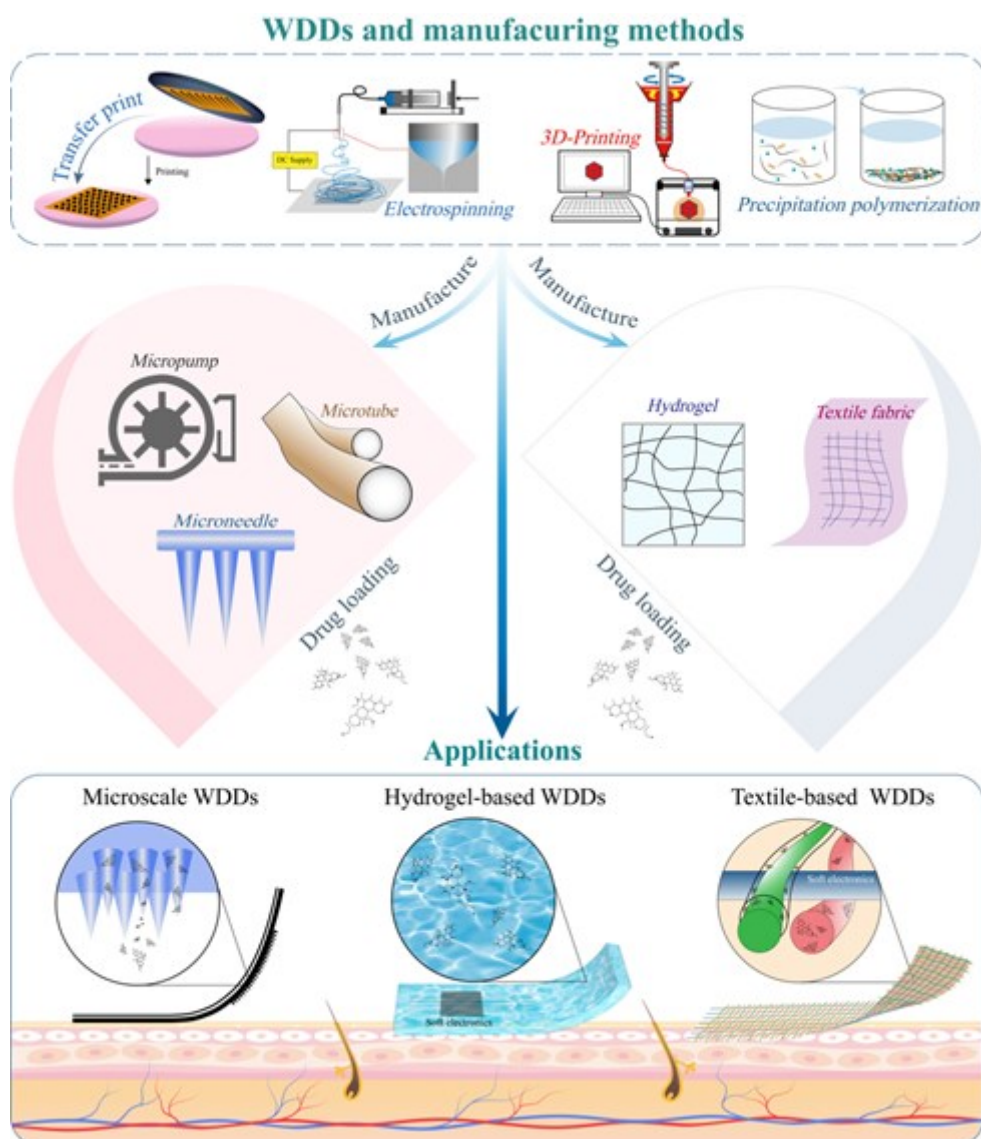 WDDs and manufacuring methods
Transfer print
Printing
DC Supply
Electrospinning
3D-Printing
Precipitation polymerization
Manufacture
Manufacture
Micropump
Microtube
Microneedle
Hydrogel
Textile fabric
Drug loading
Drug loading
Applications
Microscale WDDs
Hydrogel-based WDDs
Textile-based WDDs
Soft electronics
Soft electronics